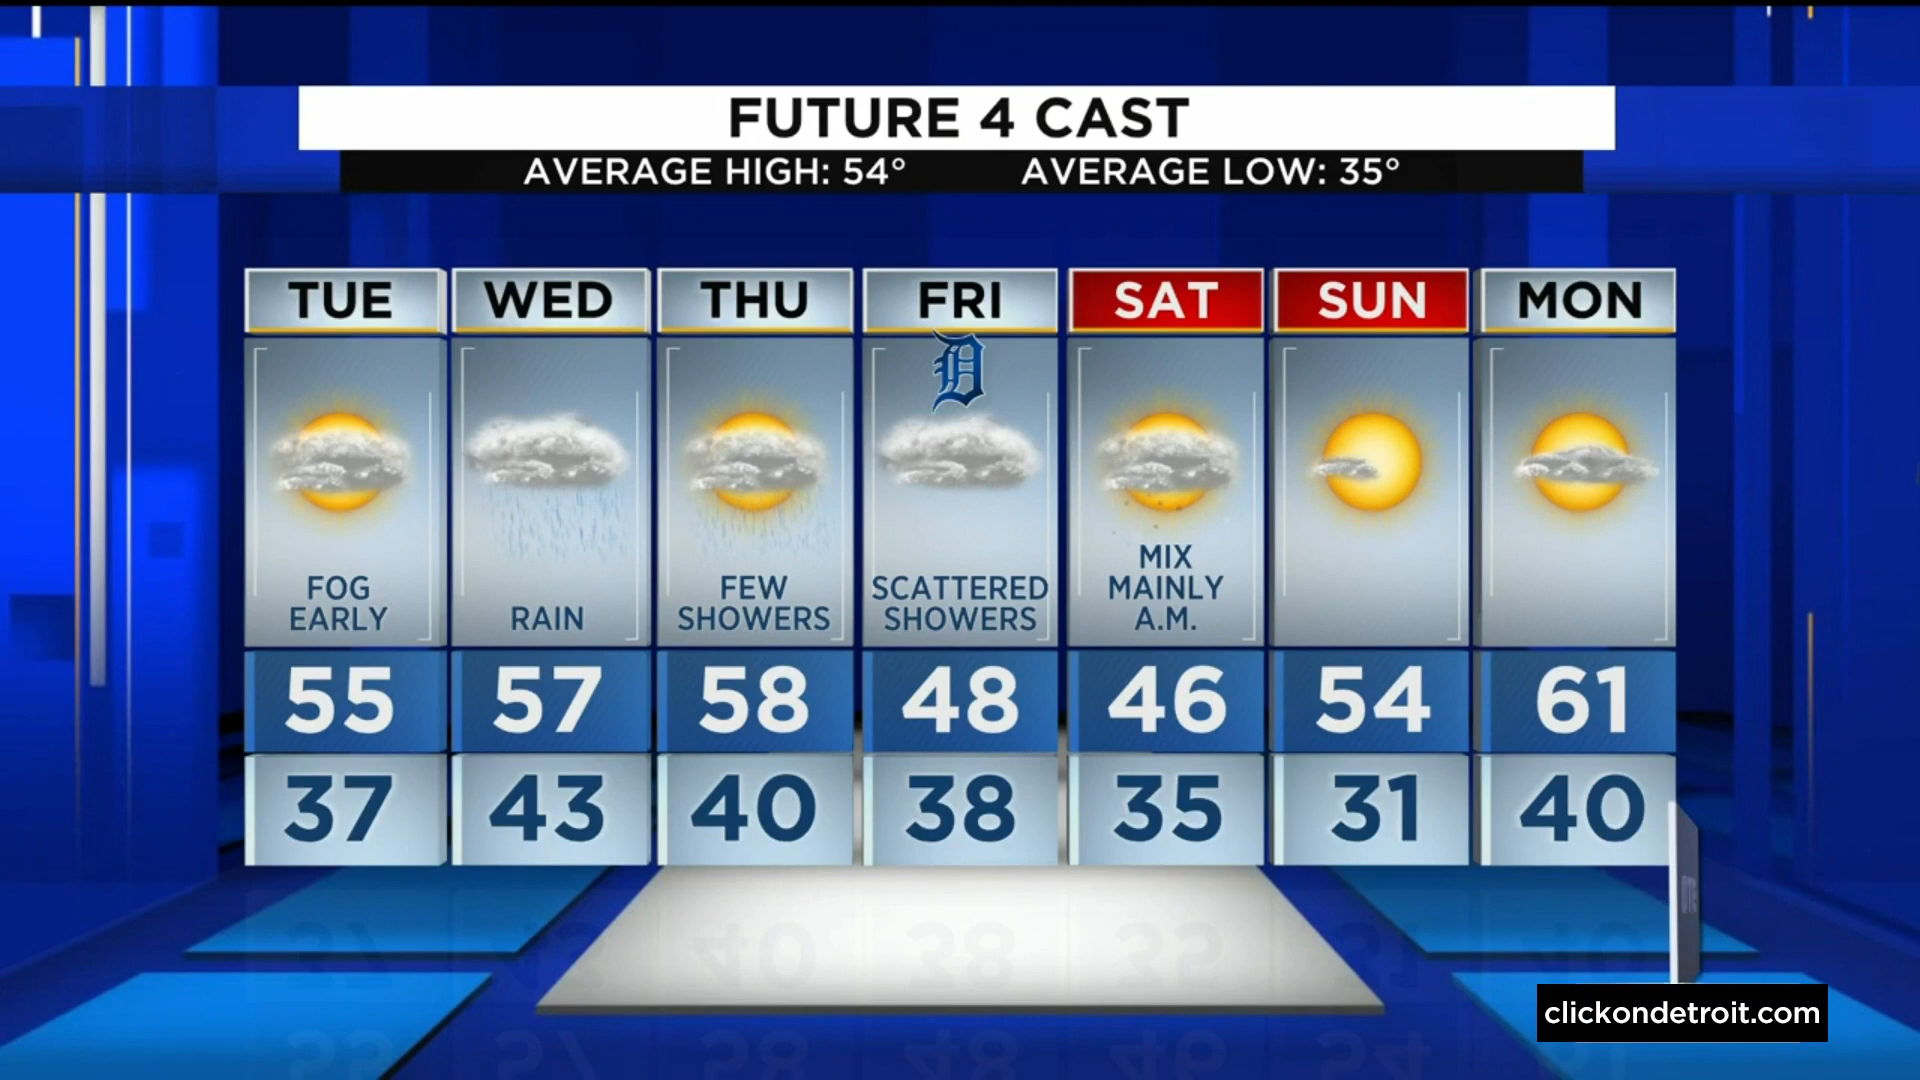 FUTURE 4 CAST
AVERAGE HIGH: 54° AVERAGE LOW: 35°
TUE WED THU FRI SAT SUN MON
D
FOG
EARLY
RAIN
FEW
SHOWERS
SCATTERED
SHOWERS
MIX
MAINLY
A.M.
55 57 58 48 46 54 61
37 43 40 38 35 31 40
clickondetroit.com